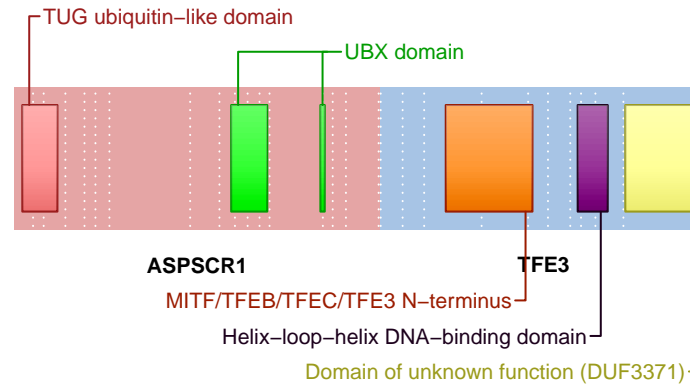 TUG ubiquitin−like domain
UBX domain
ASPSCR1
TFE3
MITF/TFEB/TFEC/TFE3 N−terminus
Helix−loop−helix DNA−binding domain
Domain of unknown function (DUF3371)